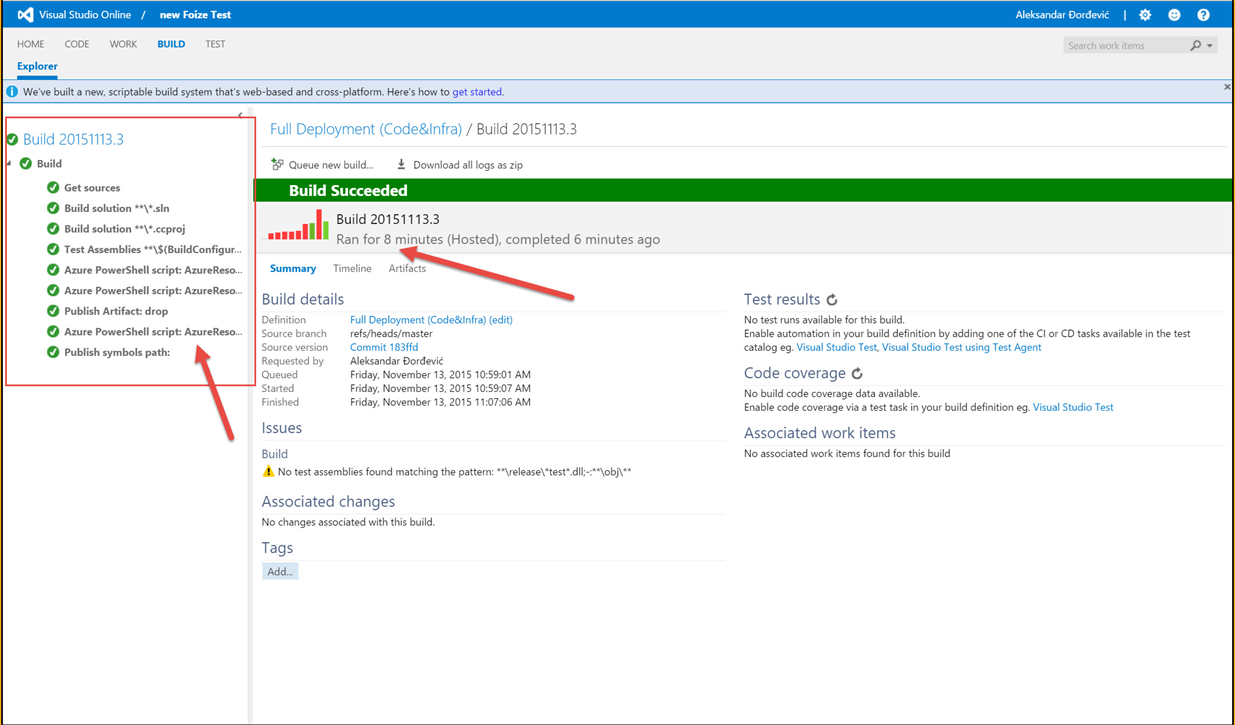 Visual Studio Online / new Foize Test Aleksandar Đorđević |
HOME CODE WORK BUILD TEST Search work items
Explorer
We've built a new, scriptable build system that's web-based and cross-platform. Here's how to get started.
Build 20151113.3
Build
Get sources
Build solution **\*.sln
Build solution **\*.ccproj
Test Assemblies **\$(BuildConfigur...
Azure PowerShell script: AzureReso...
Azure PowerShell script: AzureReso...
Publish Artifact: drop
Azure PowerShell script: AzureReso...
Publish symbols path:
Full Deployment (Code&Infra) / Build 20151113.3
Queue new build... Download all logs as zip
Build Succeeded
Build 20151113.3
Ran for 8 minutes (Hosted), completed 6 minutes ago
Summary Timeline Artifacts
Build details
Definition Full Deployment (Code&Infra) (edit)
Source branch refs/heads/master
Source version Commit 183ffd
Requested by Aleksandar Đorđević
Queued Friday, November 13, 2015 10:59:01 AM
Started Friday, November 13, 2015 10:59:07 AM
Finished Friday, November 13, 2015 11:07:06 AM
Issues
Build
No test assemblies found matching the pattern: **\release\*test*.dll;-:**\obj\**
Associated changes
No changes associated with this build.
Tags
Add...
Test results
No test runs available for this build.
Enable automation in your build definition by adding one of the CI or CD tasks available in the test
catalog eg. Visual Studio Test, Visual Studio Test using Test Agent
Code coverage
No build code coverage data available.
Enable code coverage via a test task in your build definition eg. Visual Studio Test
Associated work items
No associated work items found for this build